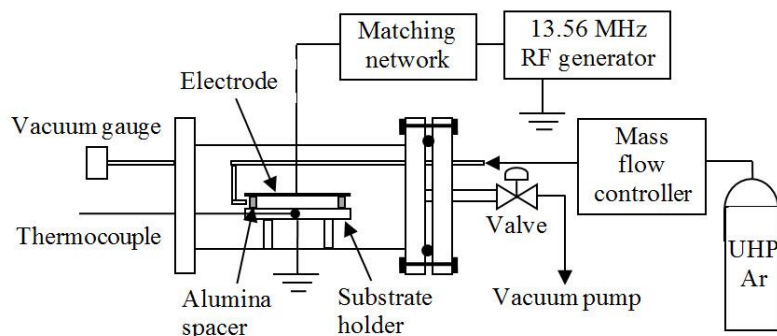 Matching
network
13.56 MHz
RF generator
Electrode
Vacuum gauge
Mass
flow
controller
Thermocouple
Valve
UHP
Ar
Alumina
spacer
Substrate
holder
Vacuum pump